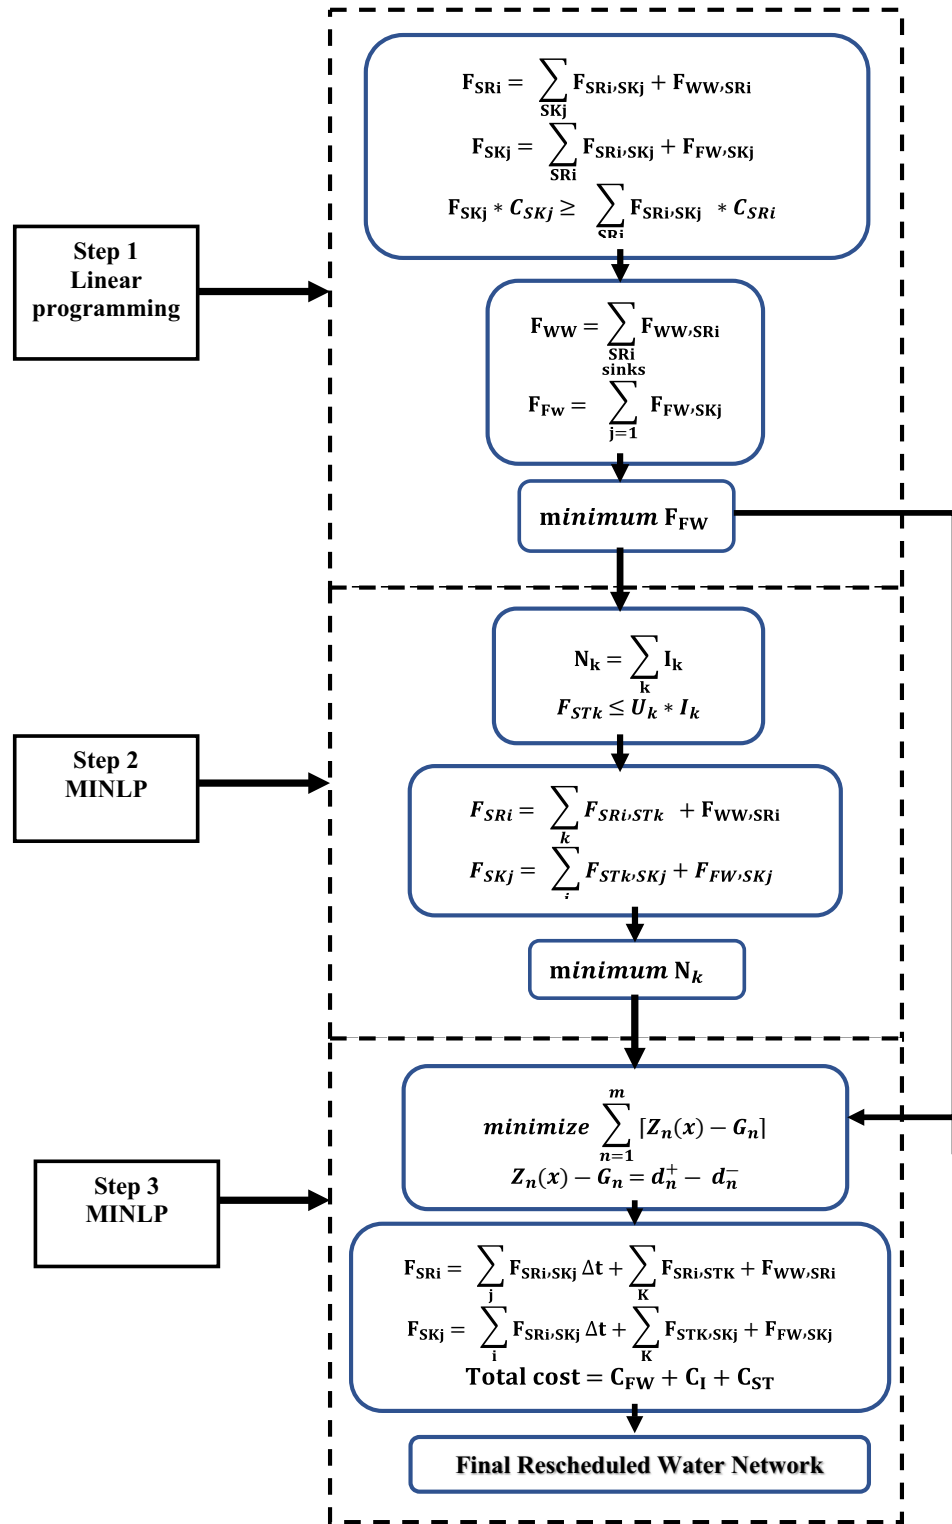 F_SRi = ∑_SKj F_SRi,SKj + F_WW,SRi
F_SKj = ∑_SRi F_SRi,SKj + F_FW,SKj
F_SKj * C_SKj ≥ ∑_SRi F_SRi,SKj * C_SRi
Step 1
Linear
programming
F_WW = ∑_SRi F_WW,SRi
F_Fw = ∑_{j=1}^{sinks} F_FW,SKj
minimum F_FW
N_k = ∑_k I_k
F_STk ≤ U_k * I_k
Step 2
MINLP
F_SRi = ∑_k F_SRi,STk + F_WW,SRi
F_SKj = ∑_i F_STk,SKj + F_FW,SKj
minimum N_k
minimize ∑_{n=1}^{m} ⌈Z_n(x) − G_n⌉
Z_n(x) − G_n = d_n^+ − d_n^-
Step 3
MINLP
F_SRi = ∑_j F_SRi,SKj Δt + ∑_K F_SRi,STK + F_WW,SRi
F_SKj = ∑_i F_SRi,SKj Δt + ∑_K F_STK,SKj + F_FW,SKj
Total cost = C_FW + C_I + C_ST
Final Rescheduled Water Network